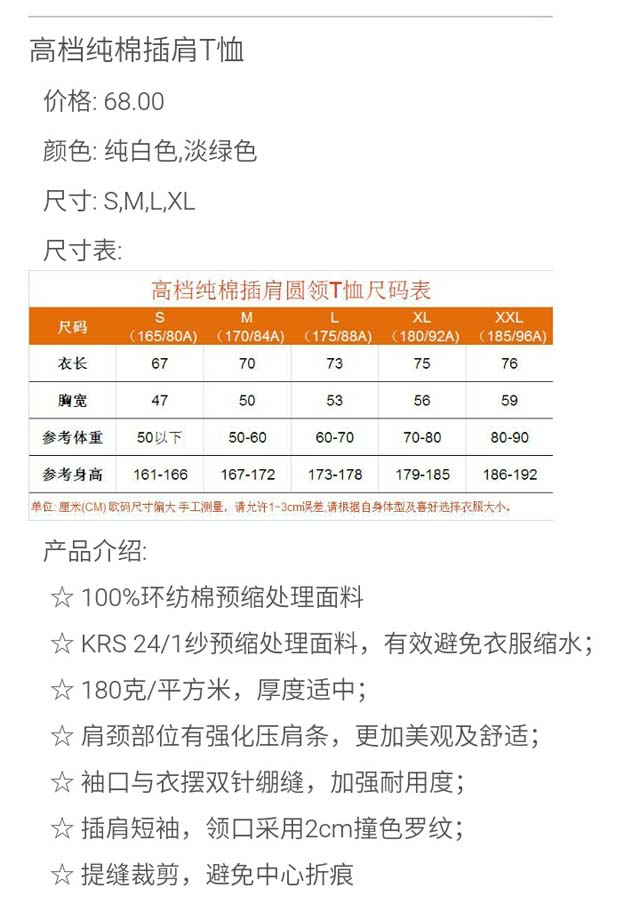 高档纯棉插肩T恤
价格: 68.00
颜色: 纯白色,淡绿色
尺寸: S,M,L,XL
尺寸表:
高档纯棉插肩圆领T恤尺码表
尺码 S M L XL XXL
（165/80A) （170/84A) （175/88A) （180/92A) （185/96A)
衣长 67 70 73 75 76
胸宽 47 50 53 56 59
参考体重 50以下 50-60 60-70 70-80 80-90
参考身高 161-166 167-172 173-178 179-185 186-192
单位: 厘米(CM) 欧码尺寸偏大 手工测量，请允许1~3cm误差,请根据自身体型及喜好选择衣服大小。
产品介绍:
☆ 100%环纺棉预缩处理面料
☆ KRS 24/1纱预缩处理面料，有效避免衣服缩水；
☆ 180克/平方米，厚度适中；
☆ 肩颈部位有强化压肩条，更加美观及舒适；
☆ 袖口与衣摆双针绷缝，加强耐用度；
☆ 插肩短袖，领口采用2cm撞色罗纹；
☆ 提缝裁剪，避免中心折痕